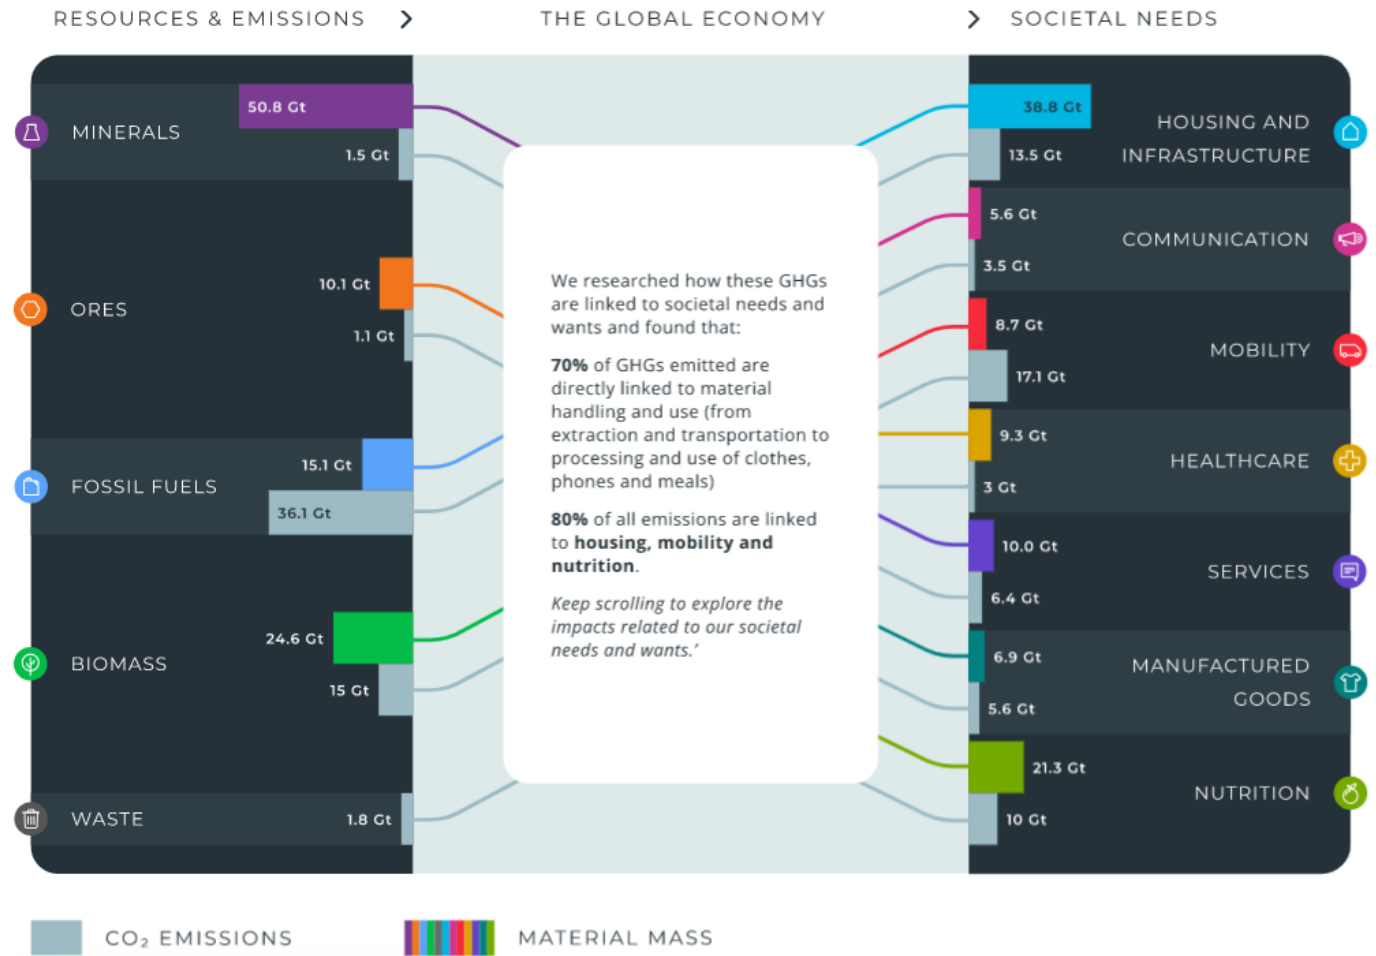 RESOURCES & EMISSIONS
THE GLOBAL ECONOMY
SOCIETAL NEEDS
MINERALS
50.8 Gt
1.5 Gt
ORES
10.1 Gt
1.1 Gt
FOSSIL FUELS
15.1 Gt
36.1 Gt
BIOMASS
24.6 Gt
15 Gt
WASTE
1.8 Gt
We researched how these GHGs
are linked to societal needs and
wants and found that:
70% of GHGs emitted are
directly linked to material
handling and use (from
extraction and transportation to
processing and use of clothes,
phones and meals)
80% of all emissions are linked
to housing, mobility and
nutrition.
Keep scrolling to explore the
impacts related to our societal
needs and wants.'
38.8 Gt
13.5 Gt
HOUSING AND
INFRASTRUCTURE
5.6 Gt
3.5 Gt
COMMUNICATION
8.7 Gt
17.1 Gt
MOBILITY
9.3 Gt
3 Gt
HEALTHCARE
10.0 Gt
6.4 Gt
SERVICES
6.9 Gt
5.6 Gt
MANUFACTURED
GOODS
21.3 Gt
10 Gt
NUTRITION
CO₂ EMISSIONS
MATERIAL MASS